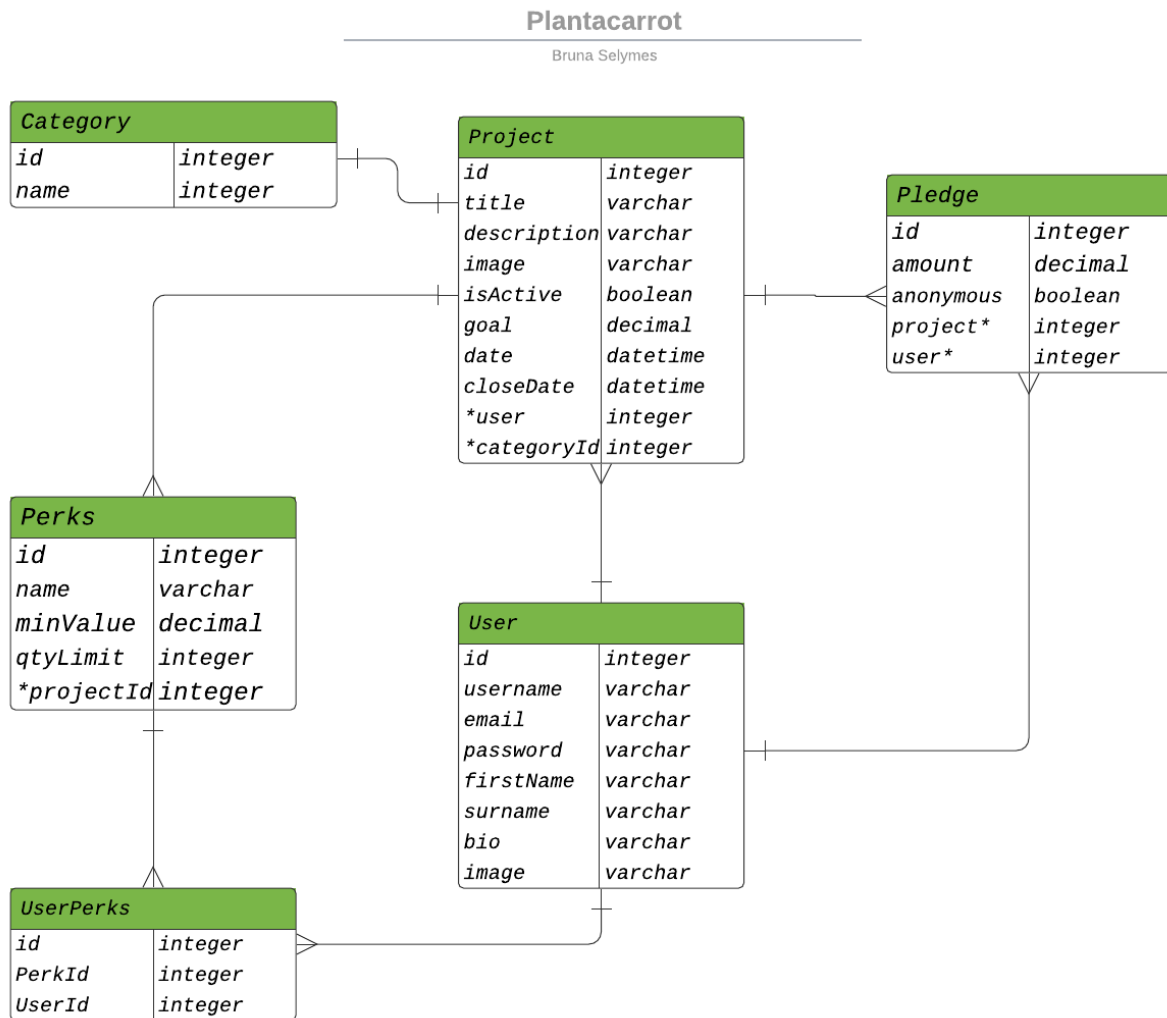 Plantacarrot
Bruna Selymes
Category
id integer
name integer
Project
id integer
title varchar
description varchar
image varchar
isActive boolean
goal decimal
date datetime
closeDate datetime
*user integer
*categoryId integer
Pledge
id integer
amount decimal
anonymous boolean
project* integer
user* integer
Perks
id integer
name varchar
minValue decimal
qtyLimit integer
*projectId integer
User
id integer
username varchar
email varchar
password varchar
firstName varchar
surname varchar
bio varchar
image varchar
UserPerks
id integer
PerkId integer
UserId integer